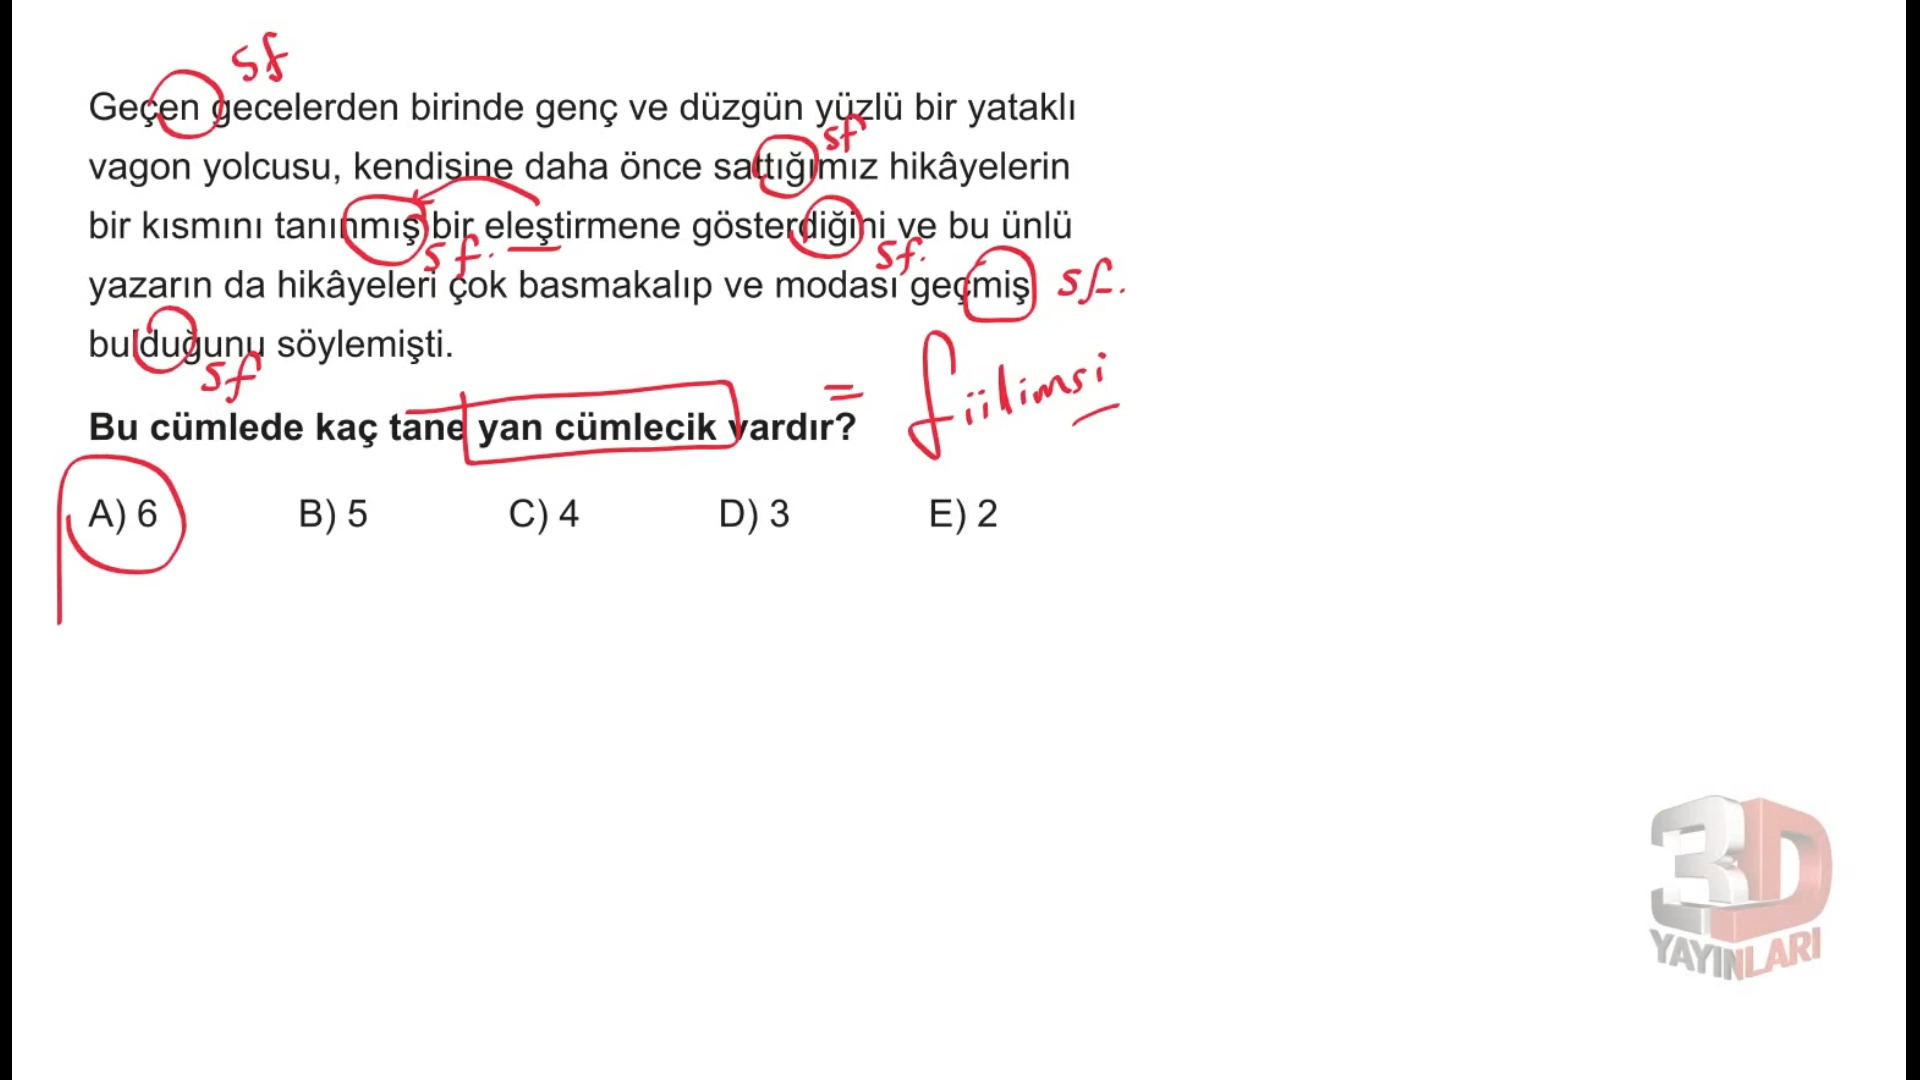 sf
Geçen gecelerden birinde genç ve düzgün yüzlü bir yataklı
sf
vagon yolcusu, kendisine daha önce sattığımız hikâyelerin
bir kısmını tanınmış bir eleştirmene gösterdiğini ve bu ünlü
sf. sf.
yazarın da hikâyeleri çok basmakalıp ve modası geçmiş sf.
bulduğunu söylemişti.
sf
Bu cümlede kaç tane yan cümlecik vardır? = fiilimsi
A) 6 B) 5 C) 4 D) 3 E) 2
3D
YAYINLARI